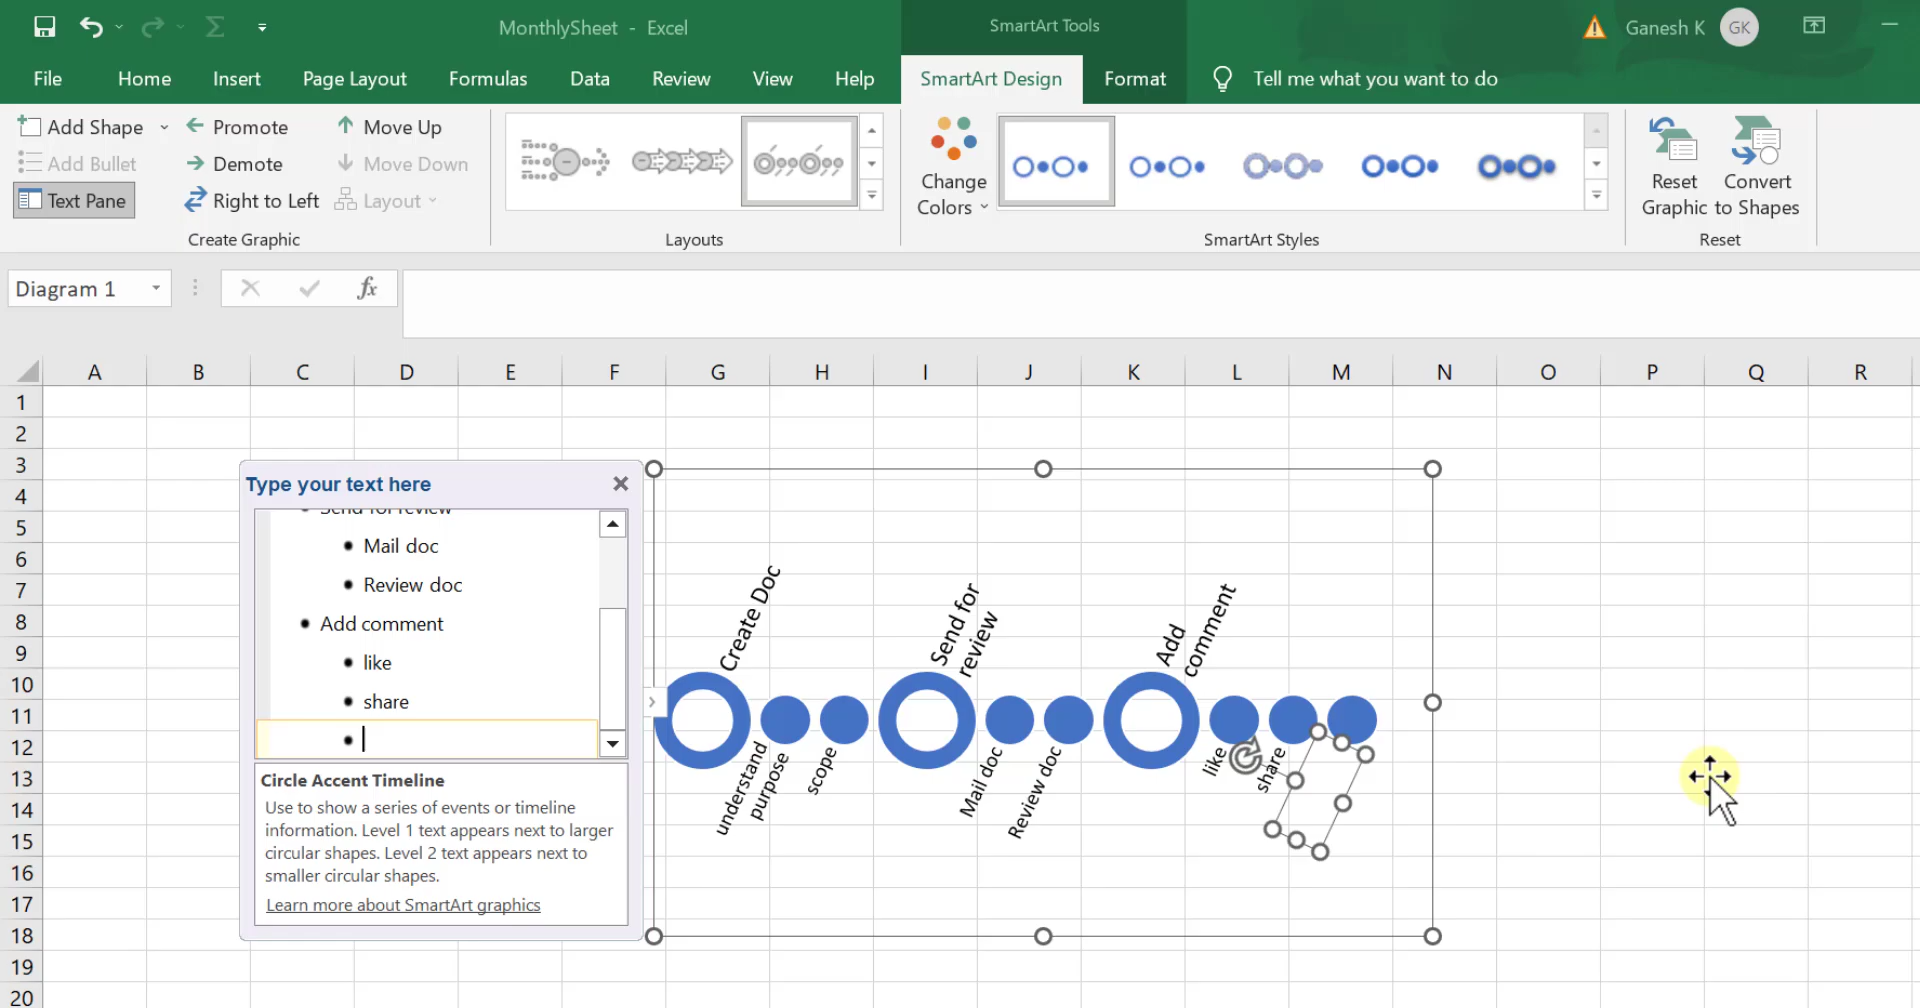 MonthlySheet - Excel
SmartArt Tools
Ganesh K
GK
File
Home
Insert
Page Layout
Formulas
Data
Review
View
Help
SmartArt Design
Format
Tell me what you want to do
Add Shape
Promote
Move Up
Add Bullet
Demote
Move Down
Text Pane
Right to Left
Layout
Create Graphic
Layouts
Change
Colors
SmartArt Styles
Reset
Graphic
Convert
to Shapes
Reset
Diagram 1
fx
A B C D E F G H I J K L M N O P Q R
1
2
3
4
5
6
7
8
9
10
11
12
13
14
15
16
17
18
19
20
Type your text here
Send for review
Mail doc
Review doc
Add comment
like
share
Circle Accent Timeline
Use to show a series of events or timeline
information. Level 1 text appears next to larger
circular shapes. Level 2 text appears next to
smaller circular shapes.
Learn more about SmartArt graphics
Create Doc
Send for
review
Add
comment
understand
purpose
scope
Mail doc
Review doc
like
share